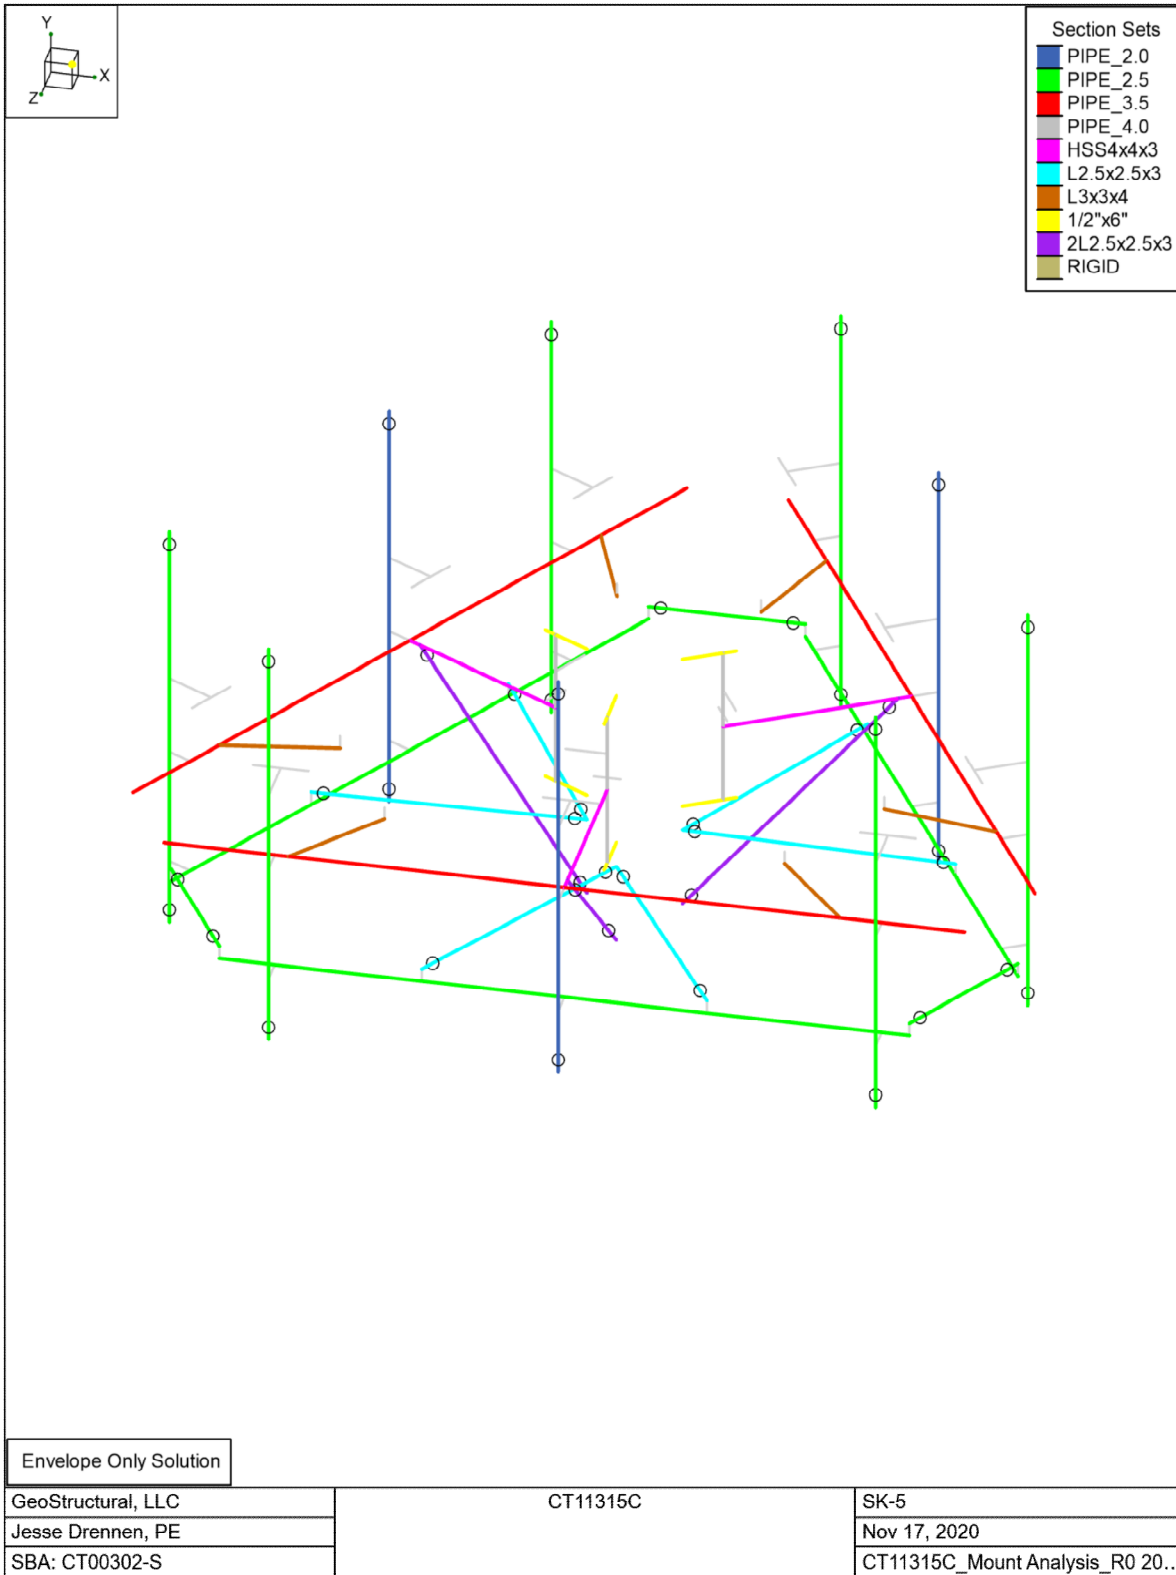 Y
X
Z
Section Sets
PIPE_2.0
PIPE_2.5
PIPE_3.5
PIPE_4.0
HSS4x4x3
L2.5x2.5x3
L3x3x4
1/2"x6"
2L2.5x2.5x3
RIGID
Envelope Only Solution
GeoStructural, LLC
CT11315C
SK-5
Jesse Drennen, PE
Nov 17, 2020
SBA: CT00302-S
CT11315C_Mount Analysis_R0 20...